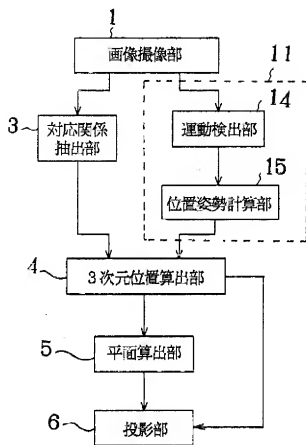 1
画像撮像部
11
3
対応関係
抽出部
14
運動検出部
15
位置姿勢計算部
4
3次元位置算出部
5
平面算出部
6
投影部